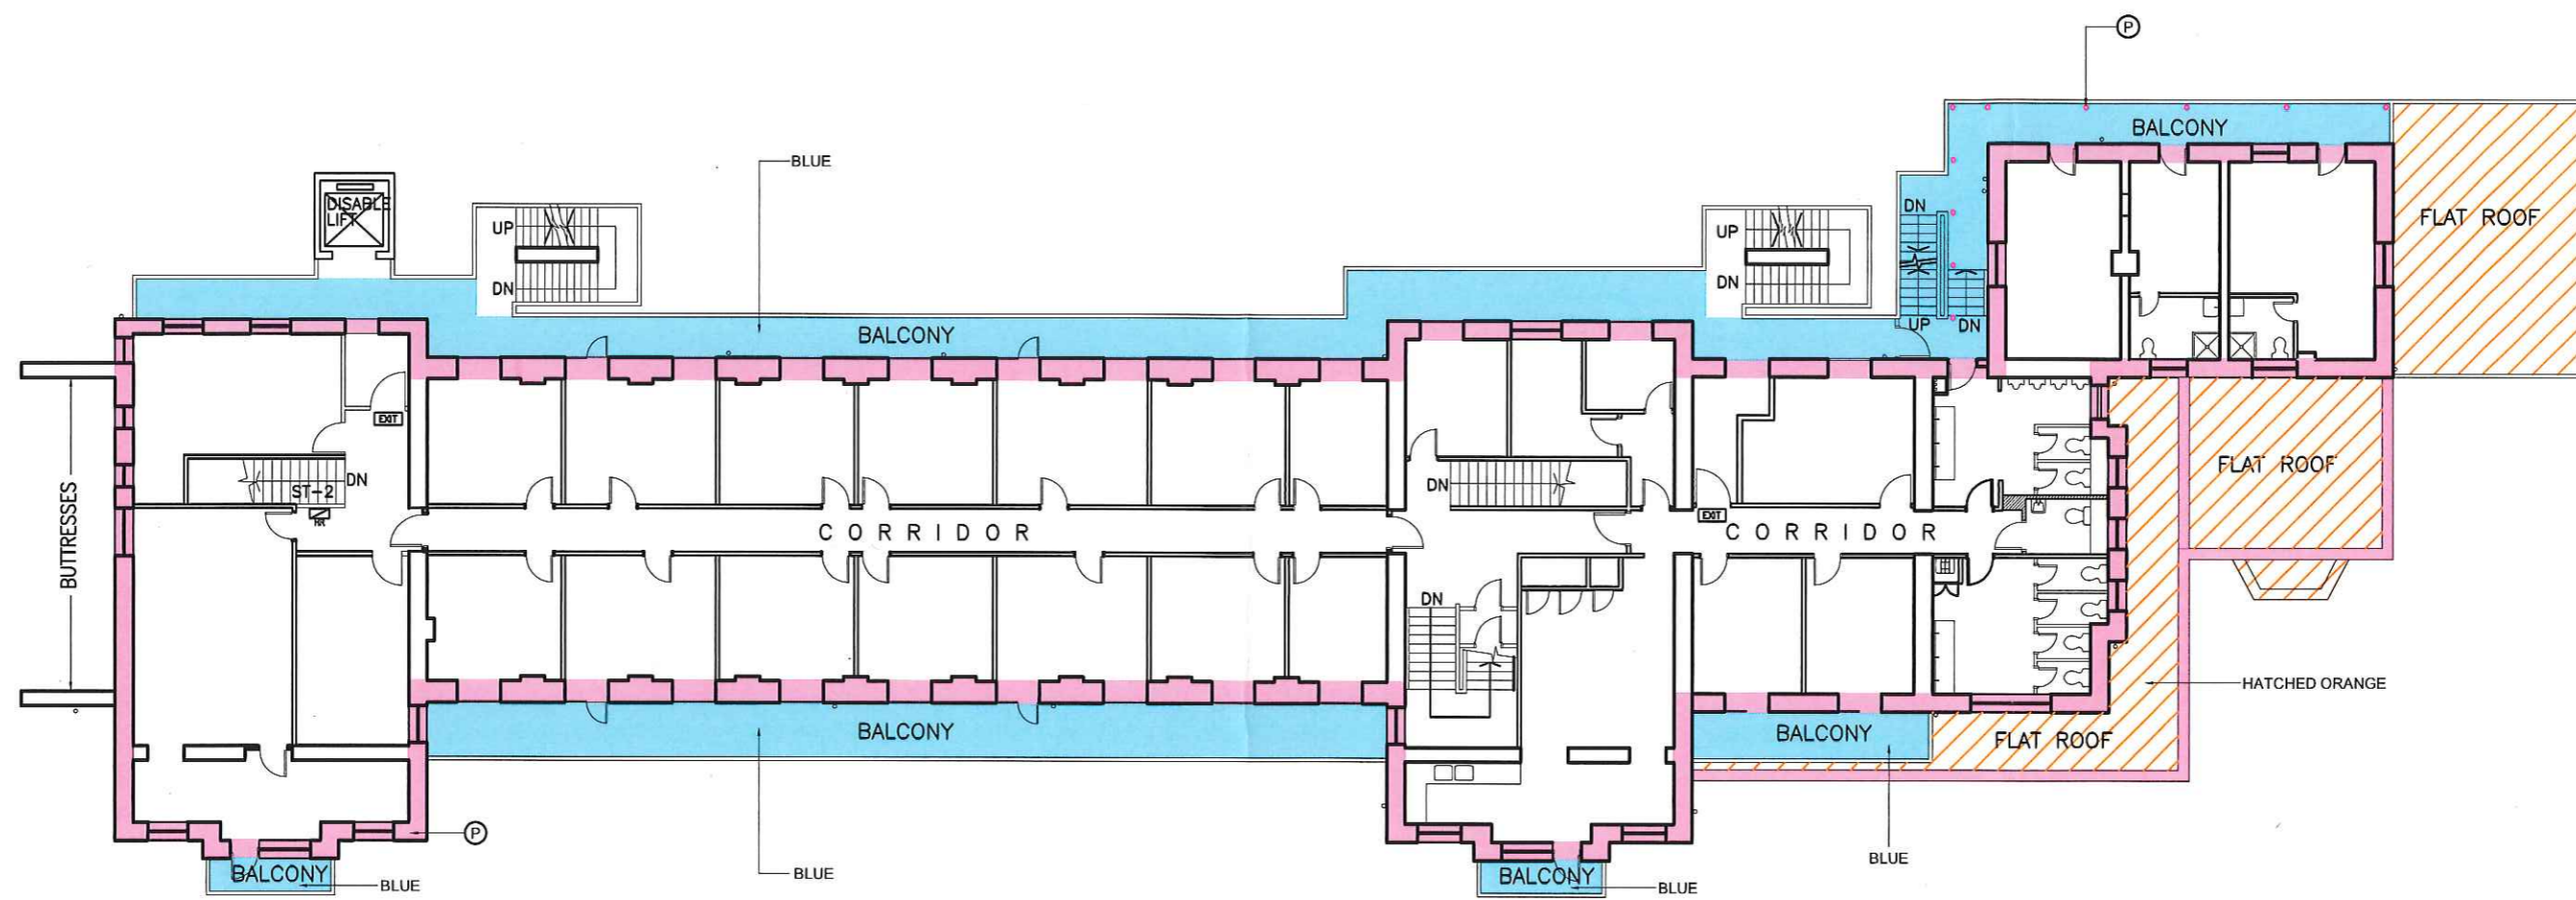 P
BALCONY
BLUE
DISABLE
LIFT
DN
FLAT ROOF
UP
UP
DN
DN
UP
DN
BALCONY
EXIT
BUTTRESSES
DN
ST-2
HR
DN
FLAT ROOF
CORRIDOR
EXIT
CORRIDOR
DN
HATCHED ORANGE
BALCONY
BALCONY
FLAT ROOF
P
BLUE
BALCONY
BLUE
BLUE
BALCONY
BLUE